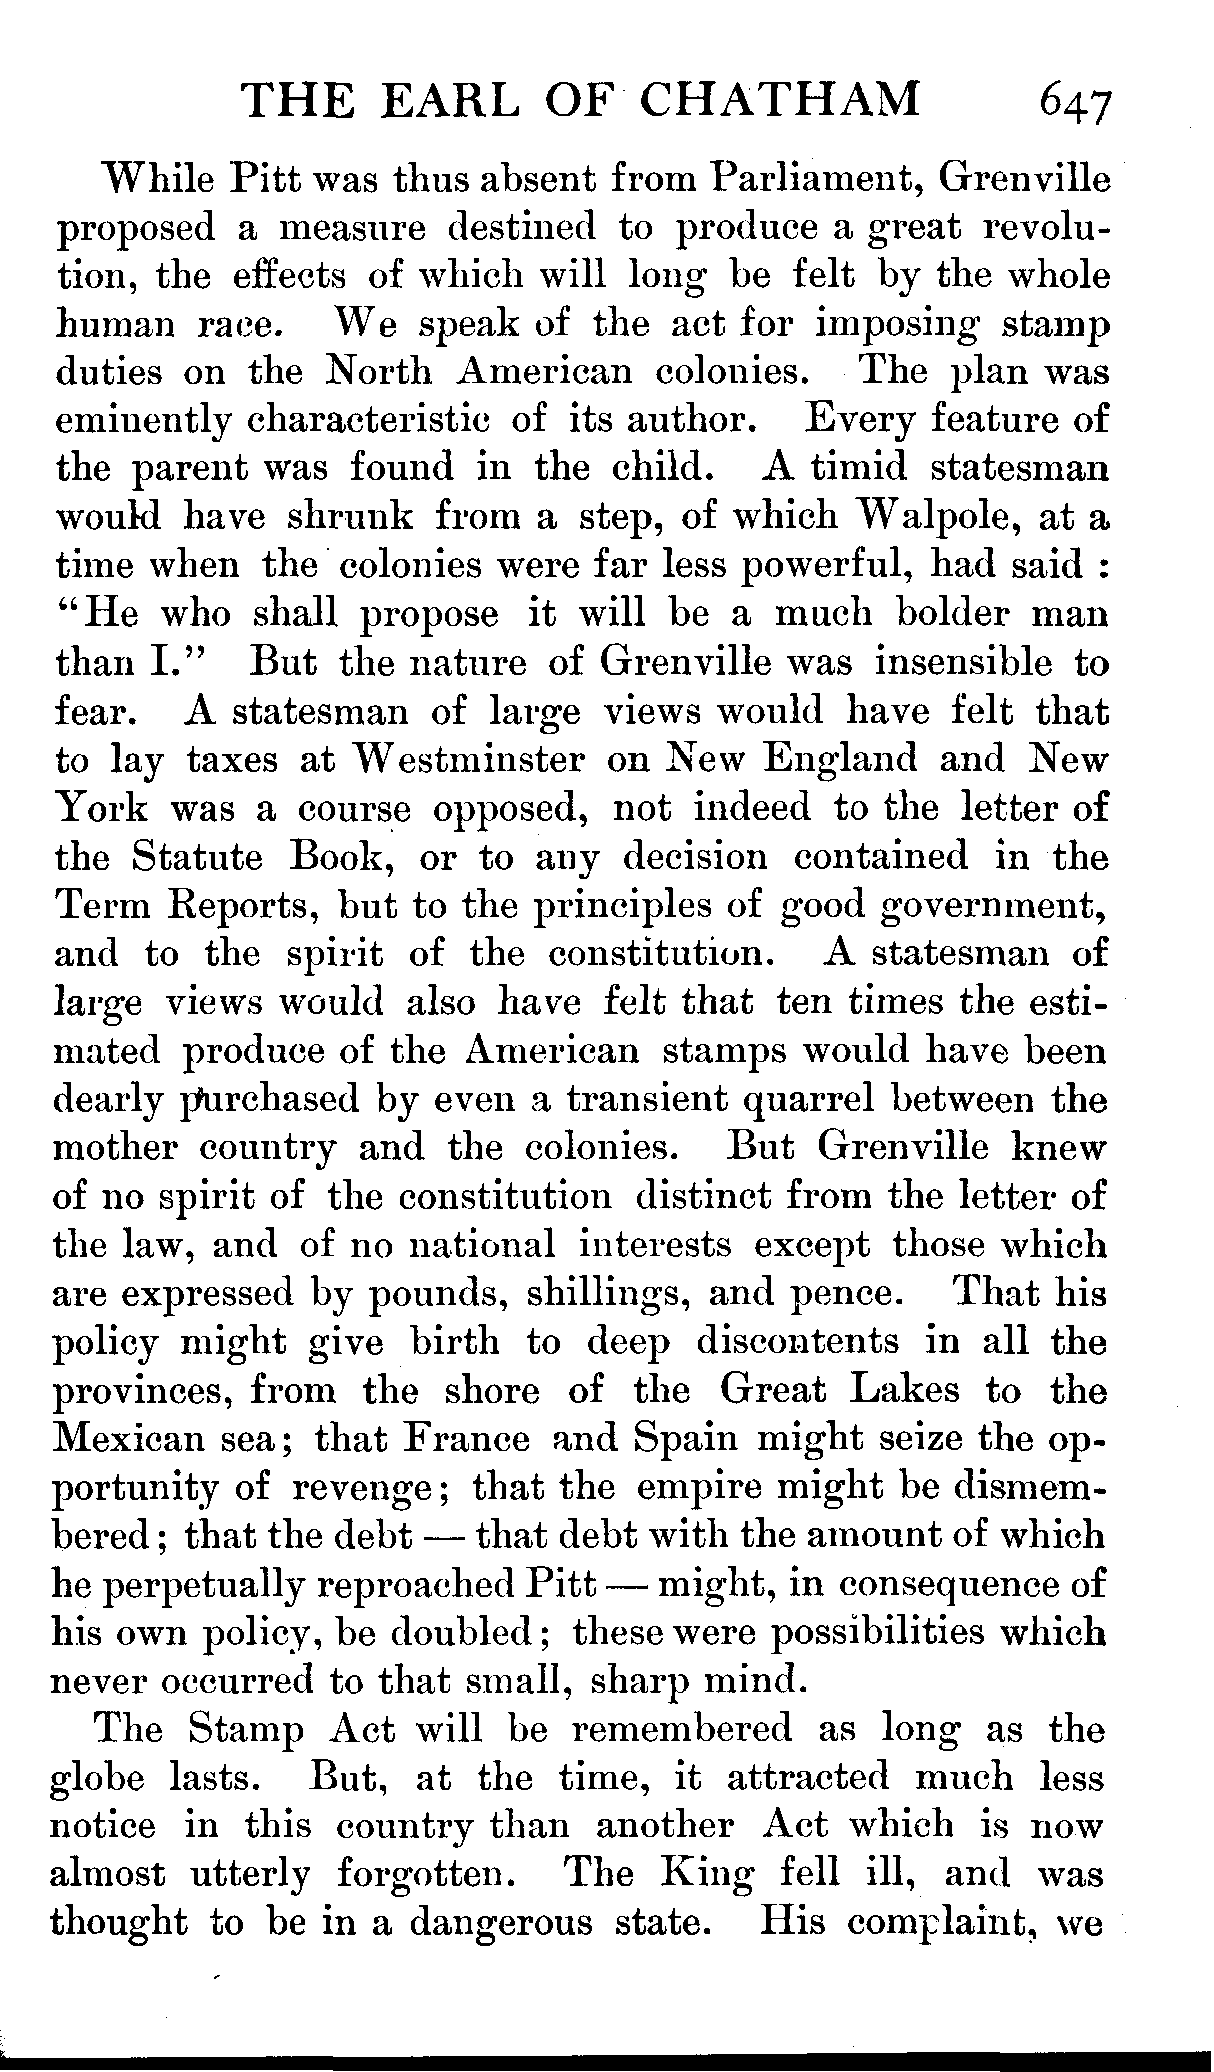 THE EARL OF CHATHAM 647
While Pitt was thus absent from Parliament, Grenville
proposed a measure destined to produce a great revolu-
tion, the effects of which will long be felt by the whole
human race. We speak of the act for imposing stamp
duties on the North American colonies. The plan was
eminently characteristic of its author. Every feature of
the parent was found in the child. A timid statesman
would have shrunk from a step, of which Walpole, at a
time when the colonies were far less powerful, had said :
“He who shall propose it will be a much bolder man
than I.” But the nature of Grenville was insensible to
fear. A statesman of large views would have felt that
to lay taxes at Westminster on New England and New
York was a course opposed, not indeed to the letter of
the Statute Book, or to any decision contained in the
Term Reports, but to the principles of good government,
and to the spirit of the constitution. A statesman of
large views would also have felt that ten times the esti-
mated produce of the American stamps would have been
dearly purchased by even a transient quarrel between the
mother country and the colonies. But Grenville knew
of no spirit of the constitution distinct from the letter of
the law, and of no national interests except those which
are expressed by pounds, shillings, and pence. That his
policy might give birth to deep discontents in all the
provinces, from the shore of the Great Lakes to the
Mexican sea; that France and Spain might seize the op-
portunity of revenge; that the empire might be dismem-
bered; that the debt — that debt with the amount of which
he perpetually reproached Pitt — might, in consequence of
his own policy, be doubled; these were possibilities which
never occurred to that small, sharp mind.
The Stamp Act will be remembered as long as the
globe lasts. But, at the time, it attracted much less
notice in this country than another Act which is now
almost utterly forgotten. The King fell ill, and was
thought to be in a dangerous state. His complaint, we